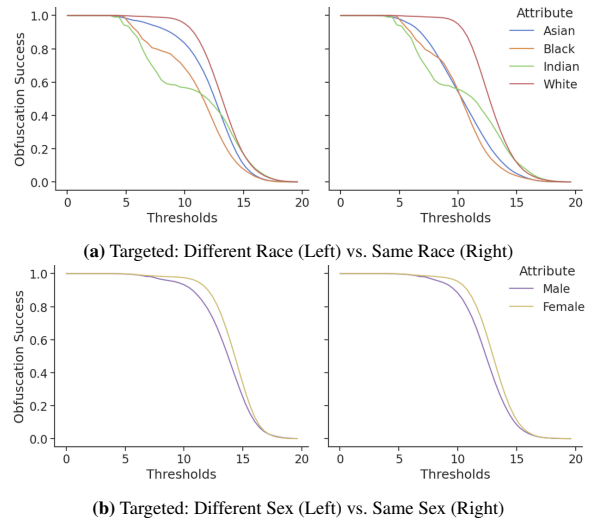 Attribute
Asian
Black
Indian
White
Obfuscation Success
1.0
0.8
0.6
0.4
0.2
0.0
0 5 10 15 20
0 5 10 15 20
Thresholds Thresholds
(a) Targeted: Different Race (Left) vs. Same Race (Right)
Attribute
Male
Female
Obfuscation Success
1.0
0.8
0.6
0.4
0.2
0.0
0 5 10 15 20
0 5 10 15 20
Thresholds Thresholds
(b) Targeted: Different Sex (Left) vs. Same Sex (Right)